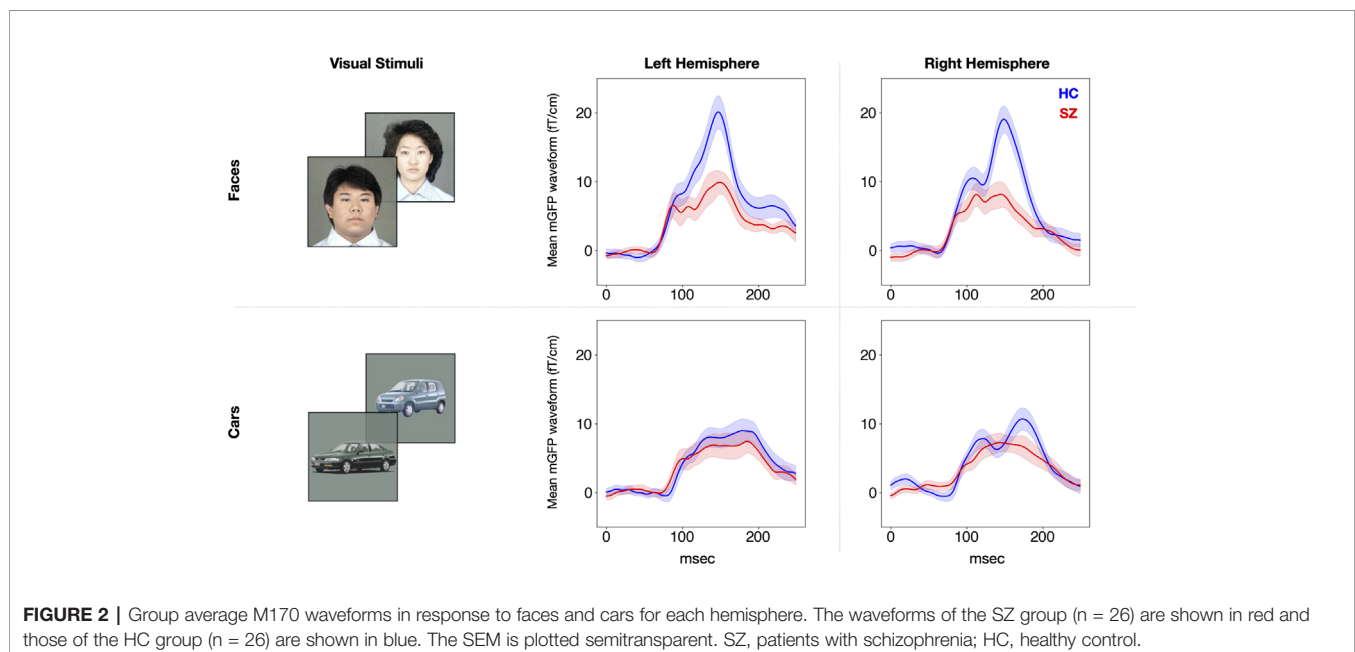 Visual Stimuli
Left Hemisphere
Right Hemisphere
Faces
Mean mGFP waveform (fT/cm)
20
10
0
0 100 200
HC
SZ
20
10
0
0 100 200
Cars
Mean mGFP waveform (fT/cm)
20
10
0
0 100 200
msec
20
10
0
0 100 200
msec
FIGURE 2 | Group average M170 waveforms in response to faces and cars for each hemisphere. The waveforms of the SZ group (n = 26) are shown in red and
those of the HC group (n = 26) are shown in blue. The SEM is plotted semitransparent. SZ, patients with schizophrenia; HC, healthy control.